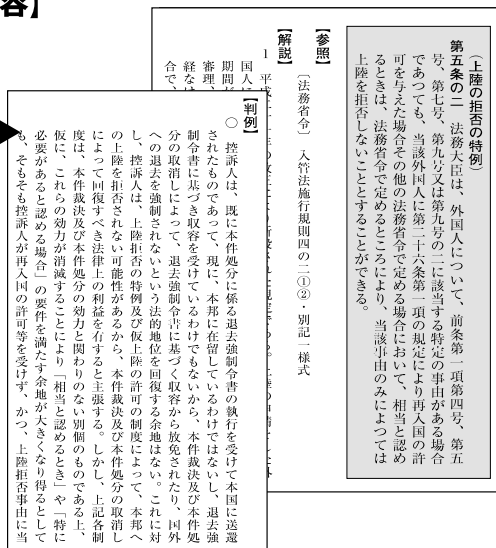 容】
（上陸の拒否の特例）
第五条の二　法務大臣は、外国人について、前条第一項第四号、第五
号、第七号、第九号又は第九号の二に該当する特定の事由がある場合
であつても、当該外国人に第二十六条第一項の規定により再入国の許
可を与えた場合その他の法務省令で定める場合において、相当と認め
るときは、法務省令で定めるところにより、当該事由のみによつては
上陸を拒否しないこととすることができる。
【参照】
〔法務省令〕　入管法施行規則四の二①②・別記一様式
【解説】
1　平成
国人に
期間が
審理、
経なけ
合で、
【判例】
○　控訴人は、既に本件処分に係る退去強制令書の執行を受けて本国に送還
されたものであって、現に、本邦に在留しているわけではないし、退去強
制令書に基づき収容を受けているわけでもないから、本件裁決及び本件処
分の取消しによって、退去強制令書に基づく収容から放免されたり、国外
への退去を強制されないという法的地位を回復する余地はない。これに対
し、控訴人は、上陸拒否の特例及び仮上陸の許可の制度によって、本邦へ
の上陸を拒否されない可能性があるから、本件裁決及び本件処分の取消し
によって回復すべき法律上の利益を有すると主張する。しかし、上記各制
度は、本件裁決及び本件処分の効力と関わりのない別個のものである上、
仮に、これらの効力が消滅することにより、「相当と認めるとき」や「特に
必要があると認める場合」の要件を満たす余地が大きくなり得るとして
も、そもそも控訴人が再入国の許可等を受けず、かつ、上陸拒否事由に当